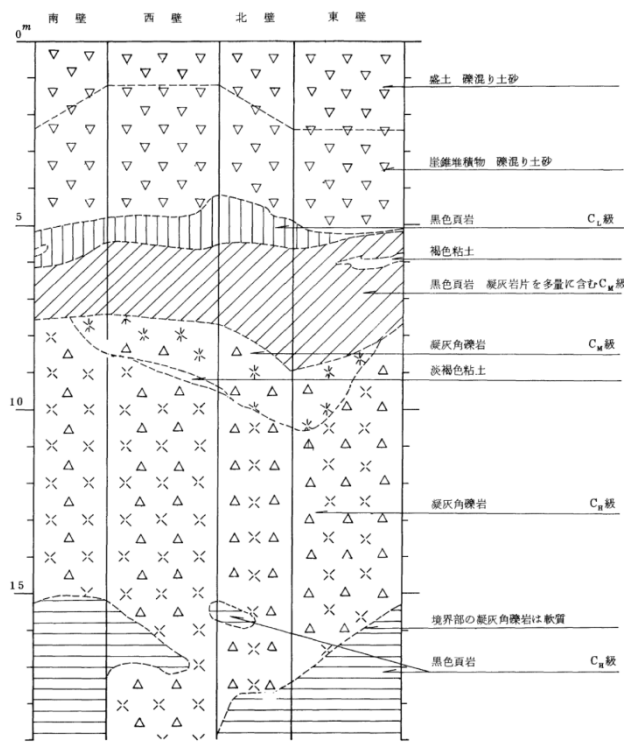 南壁 西壁 北壁 東壁
0m
盛土 礫混り土砂
崖錐堆積物 礫混り土砂
5
黒色頁岩 CL級
褐色粘土
黒色頁岩 凝灰岩片を多量に含むCM級
凝灰角礫岩 CM級
淡褐色粘土
10
凝灰角礫岩 CH級
15
境界部の凝灰角礫岩は軟質
黒色頁岩 CH級